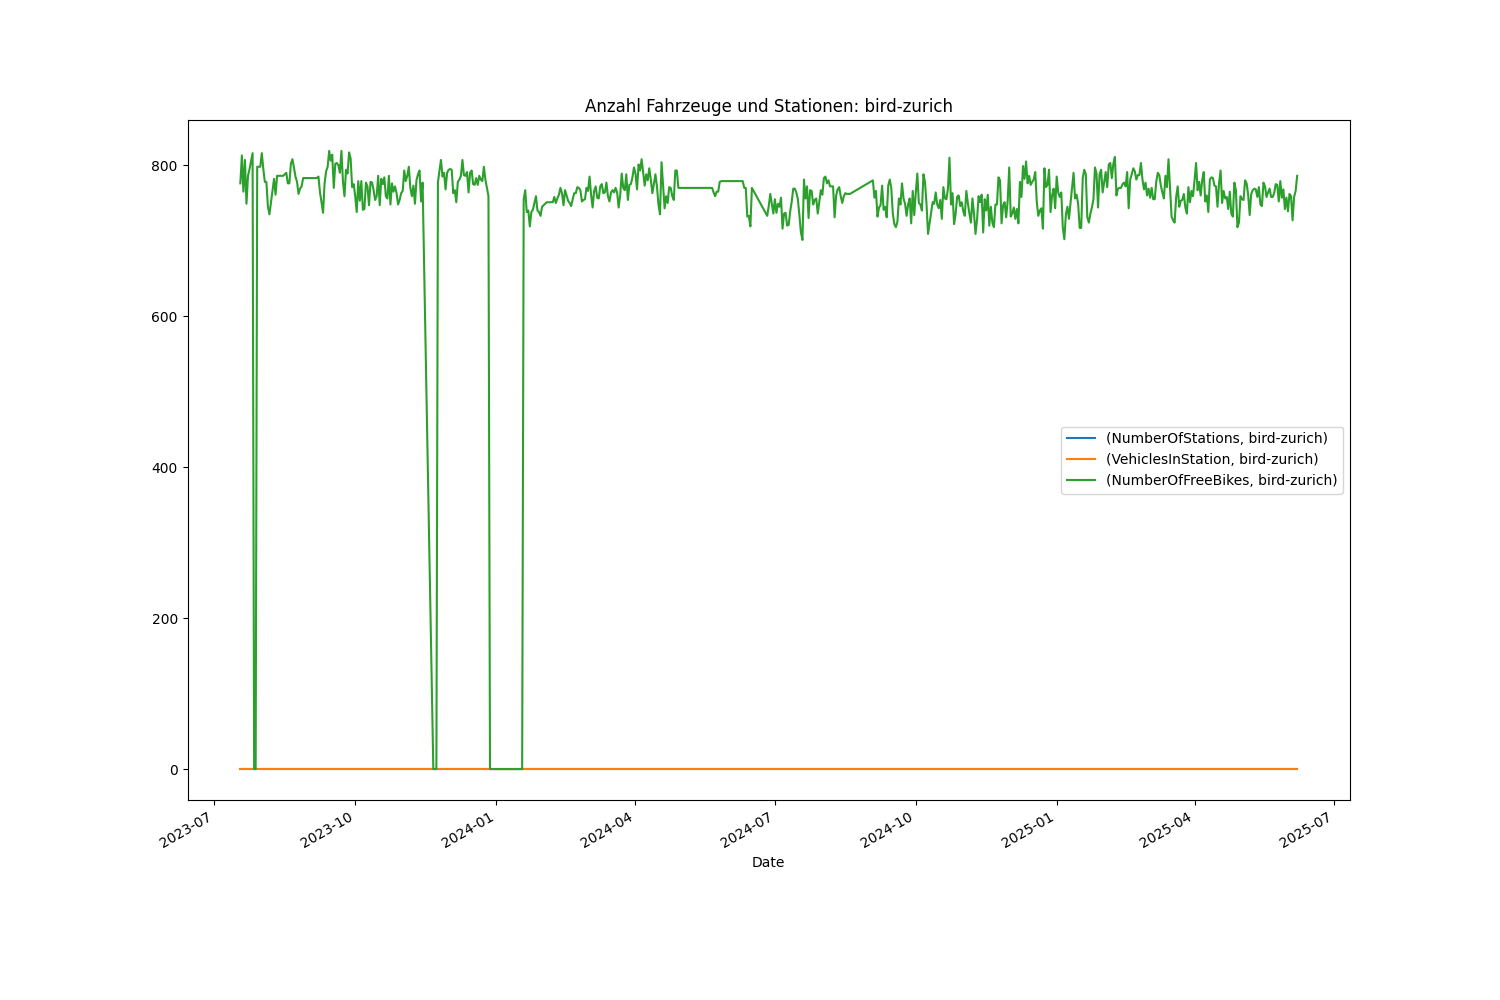 Anzahl Fahrzeuge und Stationen: bird-zurich
800
600
400
200
0
(NumberOfStations, bird-zurich)
(VehiclesInStation, bird-zurich)
(NumberOfFreeBikes, bird-zurich)
2023-07
2023-10
2024-01
2024-04
2024-07
2024-10
2025-01
2025-04
2025-07
Date